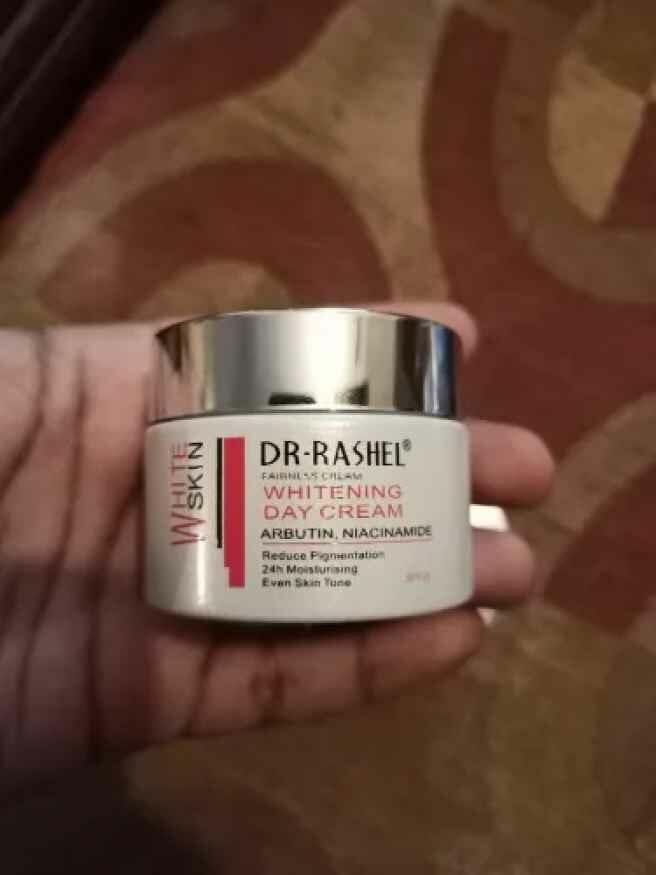 WHITE
SKIN
DR·RASHEL®
FAIRNESS CREAM
WHITENING
DAY CREAM
ARBUTIN, NIACINAMIDE
Reduce Pigmentation
24h Moisturising
Even Skin Tone